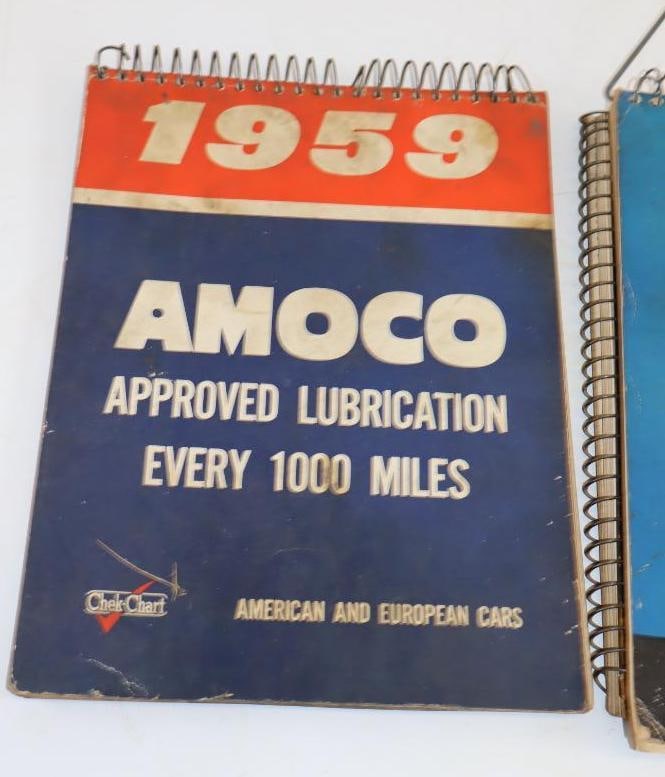 1959
AMOCO
APPROVED LUBRICATION
EVERY 1000 MILES
Chek-Chart
AMERICAN AND EUROPEAN CARS